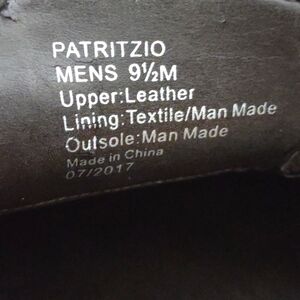 PATRITZIO
MENS 9½M
Upper:Leather
Lining:Textile/Man Made
Outsole:Man Made
Made in China
07/2017